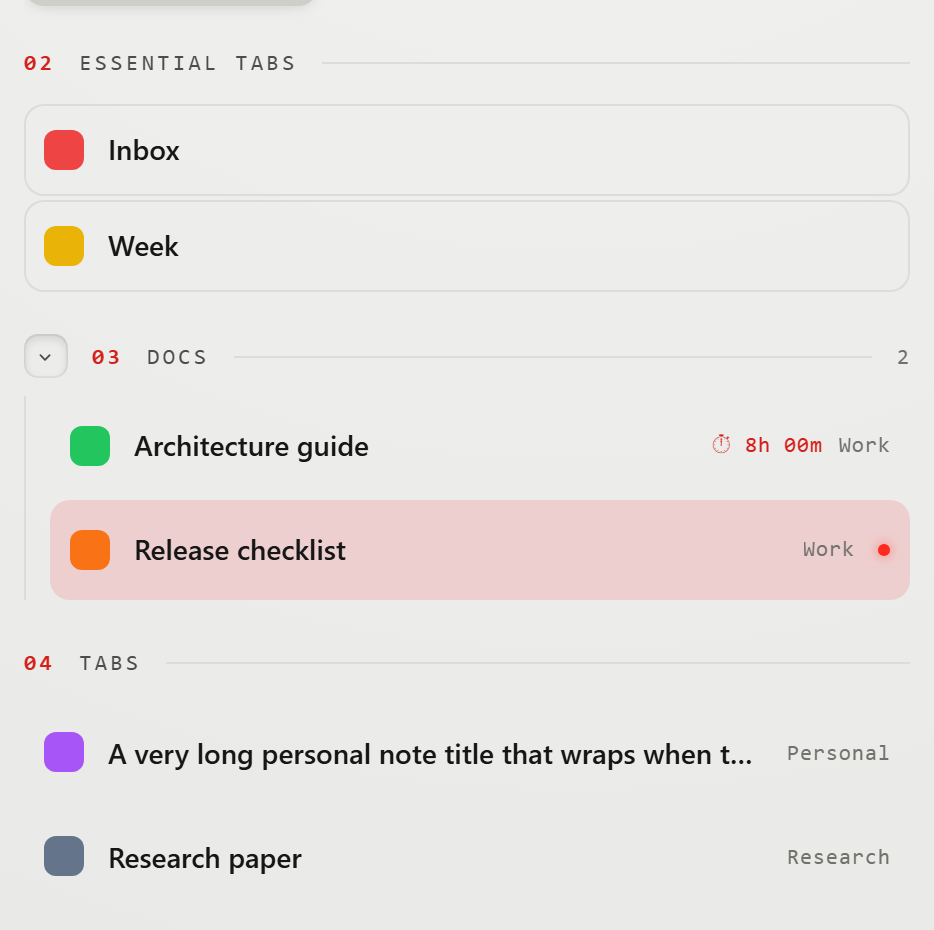 02 ESSENTIAL TABS
Inbox
Week
03 DOCS 2
Architecture guide ⏱ 8h 00m Work
Release checklist Work
04 TABS
A very long personal note title that wraps when t... Personal
Research paper Research